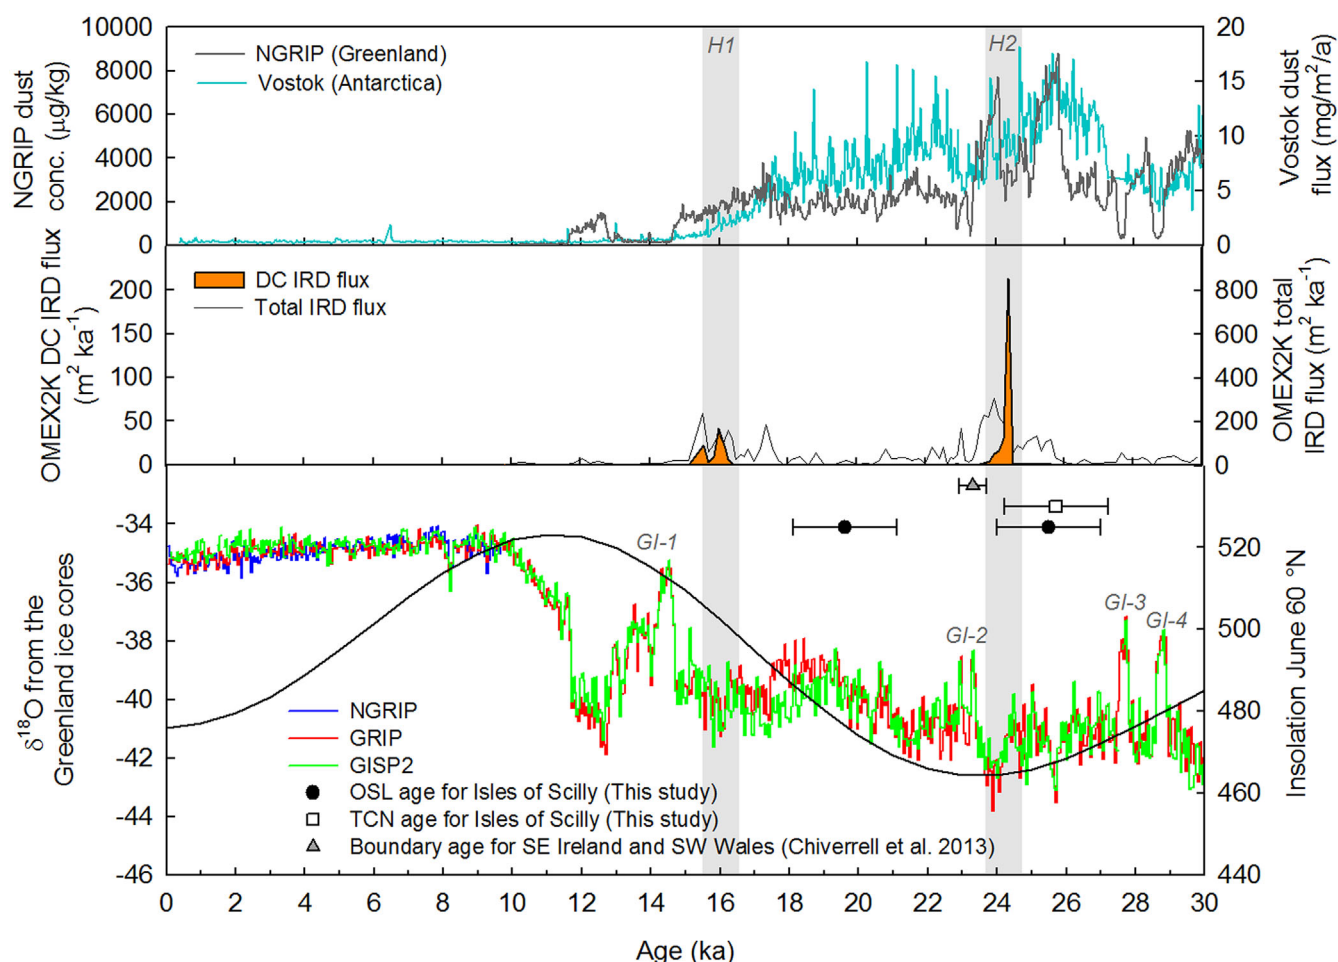 NGRIP dust
conc. (μg/kg)
10000
8000
6000
4000
2000
0
NGRIP (Greenland)
Vostok (Antarctica)
H1
H2
20
15
10
5
0
Vostok dust
flux (mg/m²/a)
OMEX2K DC IRD flux
(m² ka⁻¹)
200
150
100
50
0
DC IRD flux
Total IRD flux
800
600
400
200
0
OMEX2K total
IRD flux (m² ka⁻¹)
δ¹⁸O from the
Greenland ice cores
-34
-36
-38
-40
-42
-44
-46
GI-1
GI-2
GI-3
GI-4
NGRIP
GRIP
GISP2
OSL age for Isles of Scilly (This study)
TCN age for Isles of Scilly (This study)
Boundary age for SE Ireland and SW Wales (Chiverrell et al. 2013)
520
500
480
460
440
Insolation June 60 °N
0 2 4 6 8 10 12 14 16 18 20 22 24 26 28 30
Age (ka)